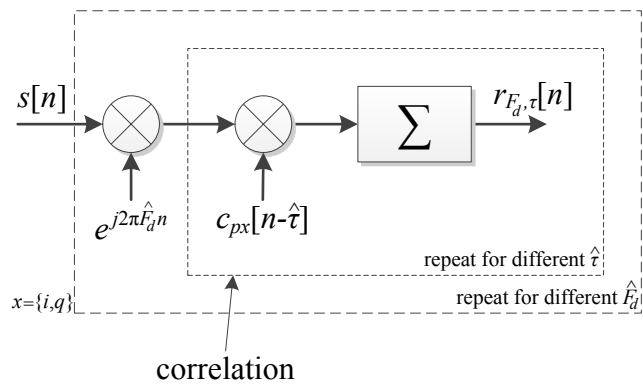 s[n]
r_{F_d,τ}[n]
∑
e^{j2πF̂_d n}
c_{px}[n-τ̂]
repeat for different τ̂
x={i,q}
repeat for different F̂_d
correlation